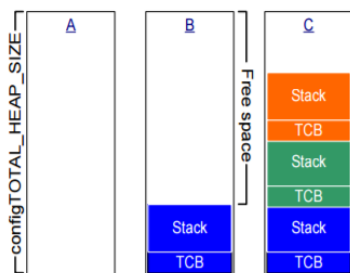 A
B
C
configTOTAL_HEAP_SIZE
Free space
Stack
TCB
Stack
TCB
Stack
TCB
Stack
TCB